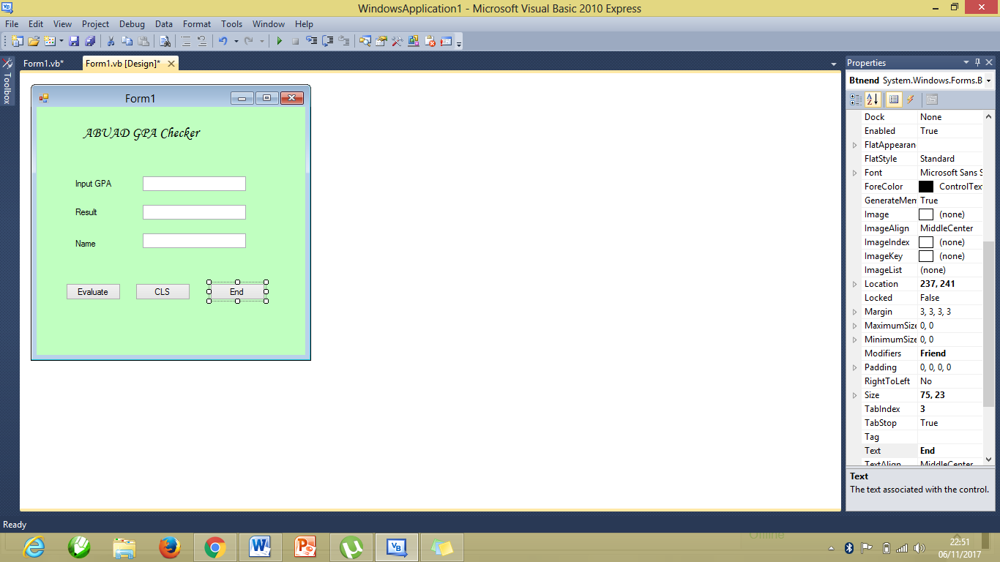 WindowsApplication1 - Microsoft Visual Basic 2010 Express
File Edit View Project Debug Data Format Tools Window Help
Form1.vb* Form1.vb [Design]*
Toolbox
Form1
ABUAD GPA Checker
Input GPA
Result
Name
Evaluate CLS End
Properties
Btnend System.Windows.Forms.B
Dock None
Enabled True
FlatAppearan
FlatStyle Standard
Font Microsoft Sans S
ForeColor ControlTex
GenerateMem True
Image (none)
ImageAlign MiddleCenter
ImageIndex (none)
ImageKey (none)
ImageList (none)
Location 237, 241
Locked False
Margin 3, 3, 3, 3
MaximumSize 0, 0
MinimumSize 0, 0
Modifiers Friend
Padding 0, 0, 0, 0
RightToLeft No
Size 75, 23
TabIndex 3
TabStop True
Tag
Text End
TextAlign MiddleCenter
Text
The text associated with the control.
Ready
Offline
22:51
06/11/2017